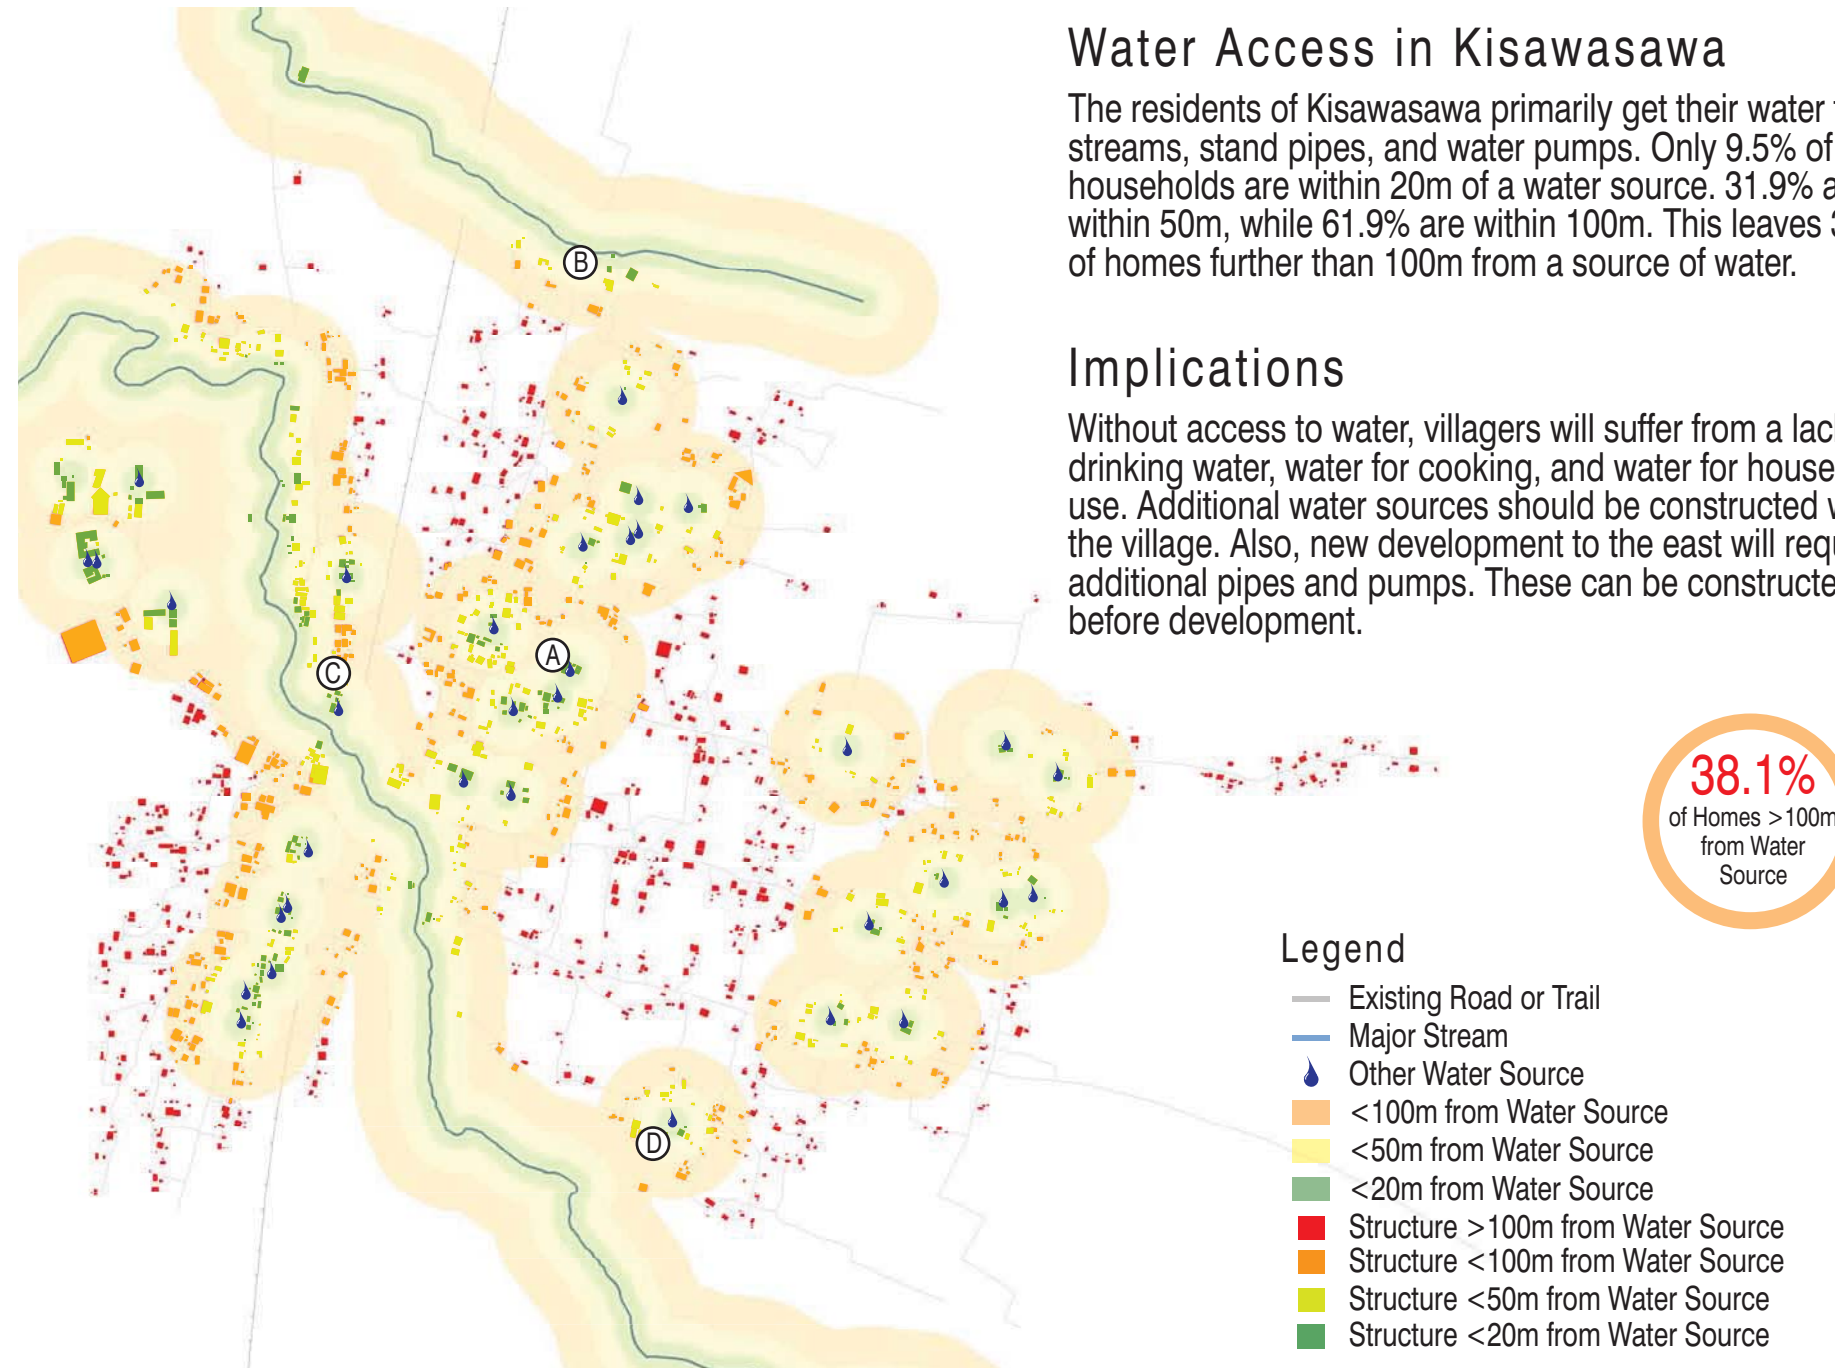 Water Access in Kisawasawa
The residents of Kisawasawa primarily get their water
streams, stand pipes, and water pumps. Only 9.5% of
households are within 20m of a water source. 31.9%
within 50m, while 61.9% are within 100m. This leaves
of homes further than 100m from a source of water.
Implications
Without access to water, villagers will suffer from a
drinking water, water for cooking, and water for
use. Additional water sources should be constructed
the village. Also, new development to the east will
additional pipes and pumps. These can be
before development.
B
A
C
D
38.1%
of Homes >100m
from Water
Source
Legend
Existing Road or Trail
Major Stream
Other Water Source
<100m from Water Source
<50m from Water Source
<20m from Water Source
Structure >100m from Water Source
Structure <100m from Water Source
Structure <50m from Water Source
Structure <20m from Water Source